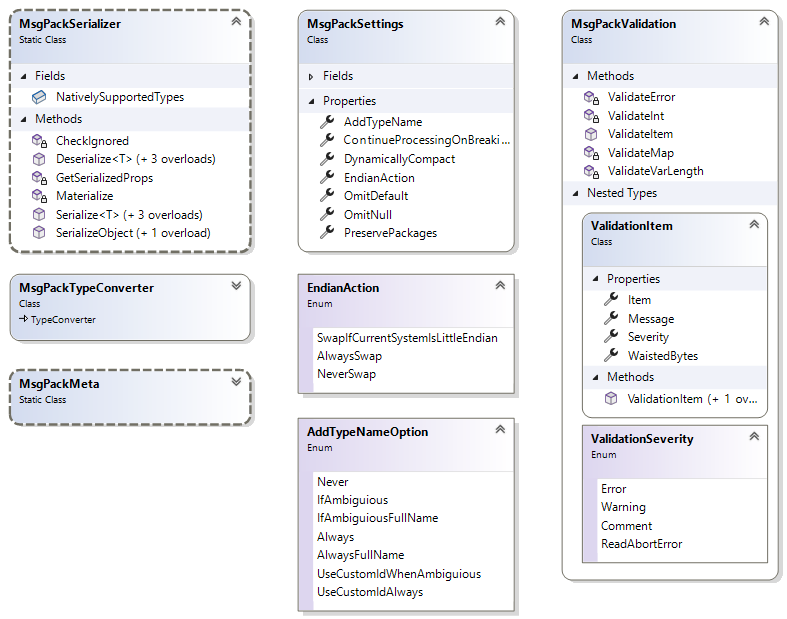 MsgPackSerializer
Static Class
Fields
NativelySupportedTypes
Methods
CheckIgnored
Deserialize<T> (+ 3 overloads)
GetSerializedProps
Materialize
Serialize<T> (+ 3 overloads)
SerializeObject (+ 1 overload)
MsgPackTypeConverter
Class
TypeConverter
MsgPackMeta
Static Class
MsgPackSettings
Class
Fields
Properties
AddTypeName
ContinueProcessingOnBreaki...
DynamicallyCompact
EndianAction
OmitDefault
OmitNull
PreservePackages
EndianAction
Enum
SwapIfCurrentSystemIsLittleEndian
AlwaysSwap
NeverSwap
AddTypeNameOption
Enum
Never
IfAmbiguious
IfAmbiguiousFullName
Always
AlwaysFullName
UseCustomIdWhenAmbiguious
UseCustomIdAlways
MsgPackValidation
Class
Methods
ValidateError
ValidateInt
ValidateItem
ValidateMap
ValidateVarLength
Nested Types
ValidationItem
Class
Properties
Item
Message
Severity
WaistedBytes
Methods
ValidationItem (+ 1 ov...
ValidationSeverity
Enum
Error
Warning
Comment
ReadAbortError